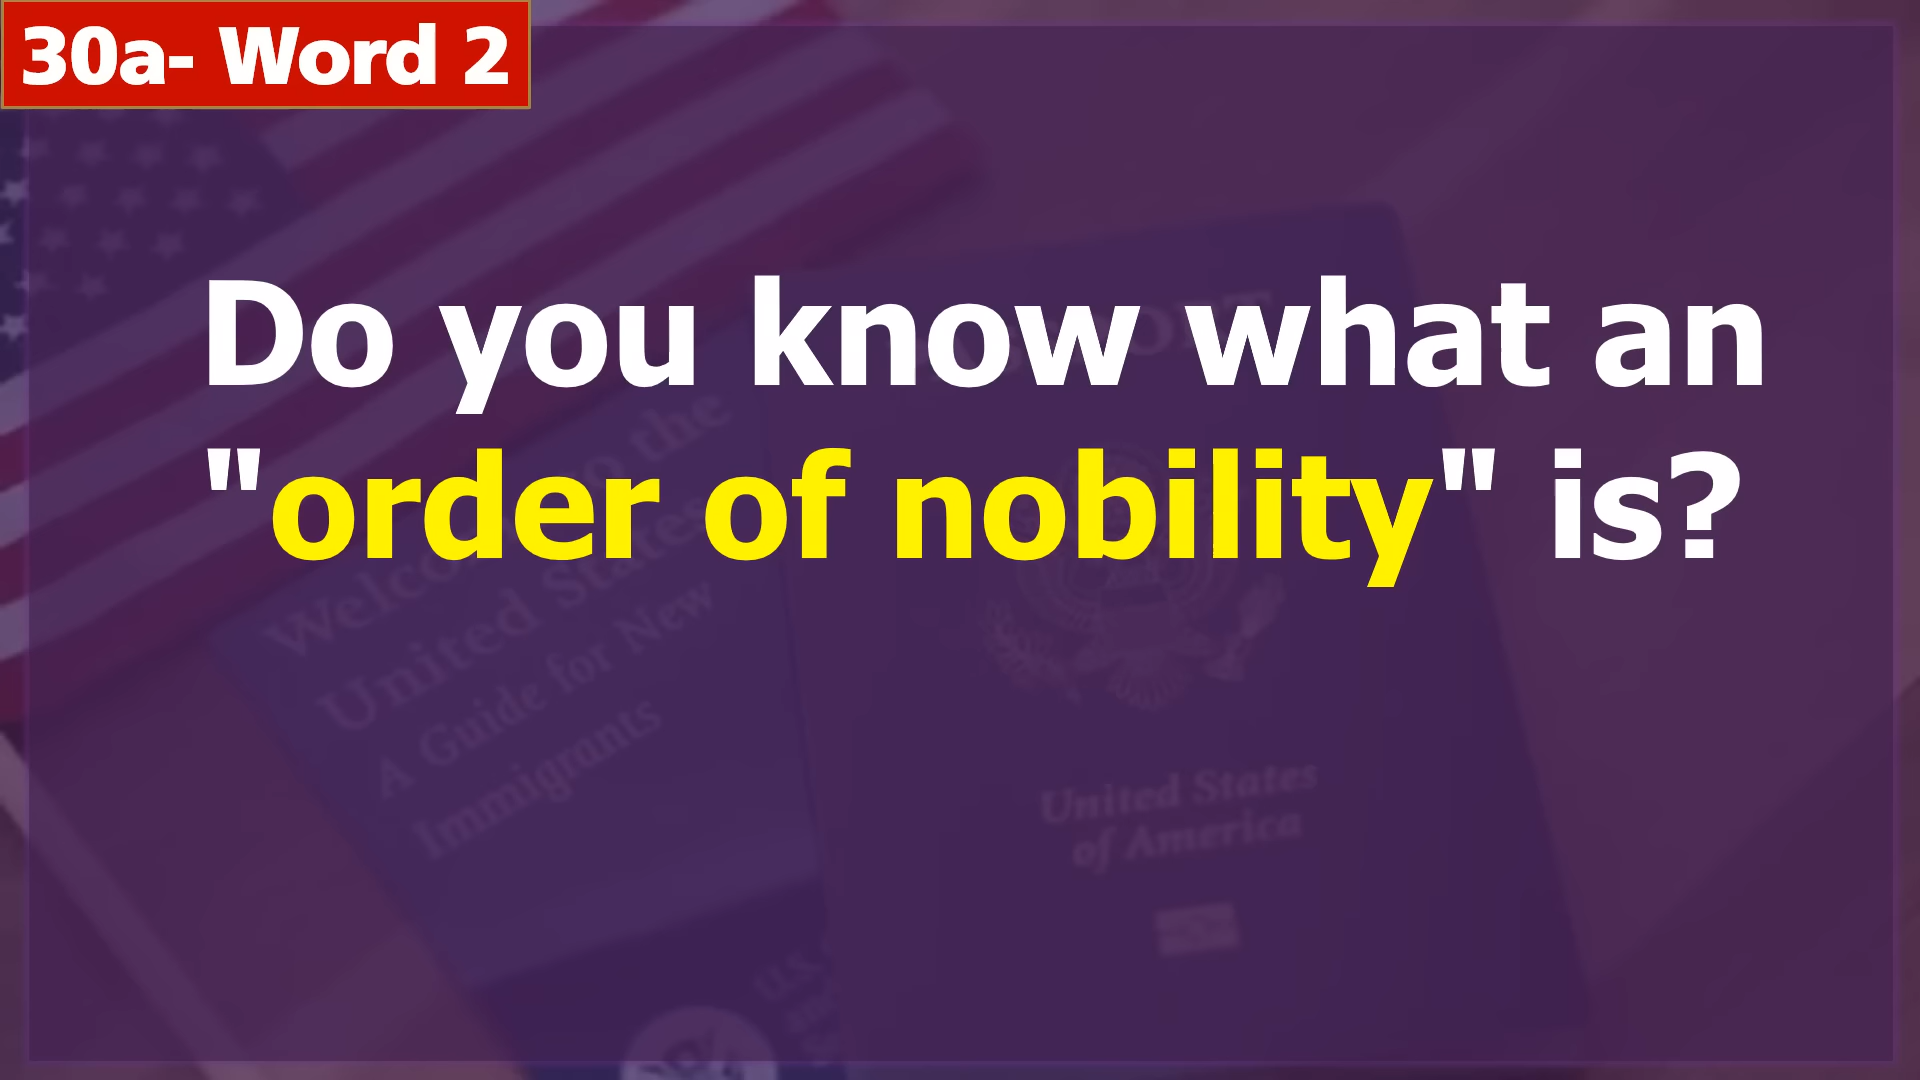 30a- Word 2
Do you know what an
"order of nobility" is?
Welcome to the
United States
A Guide for New
Immigrants
United States
of America